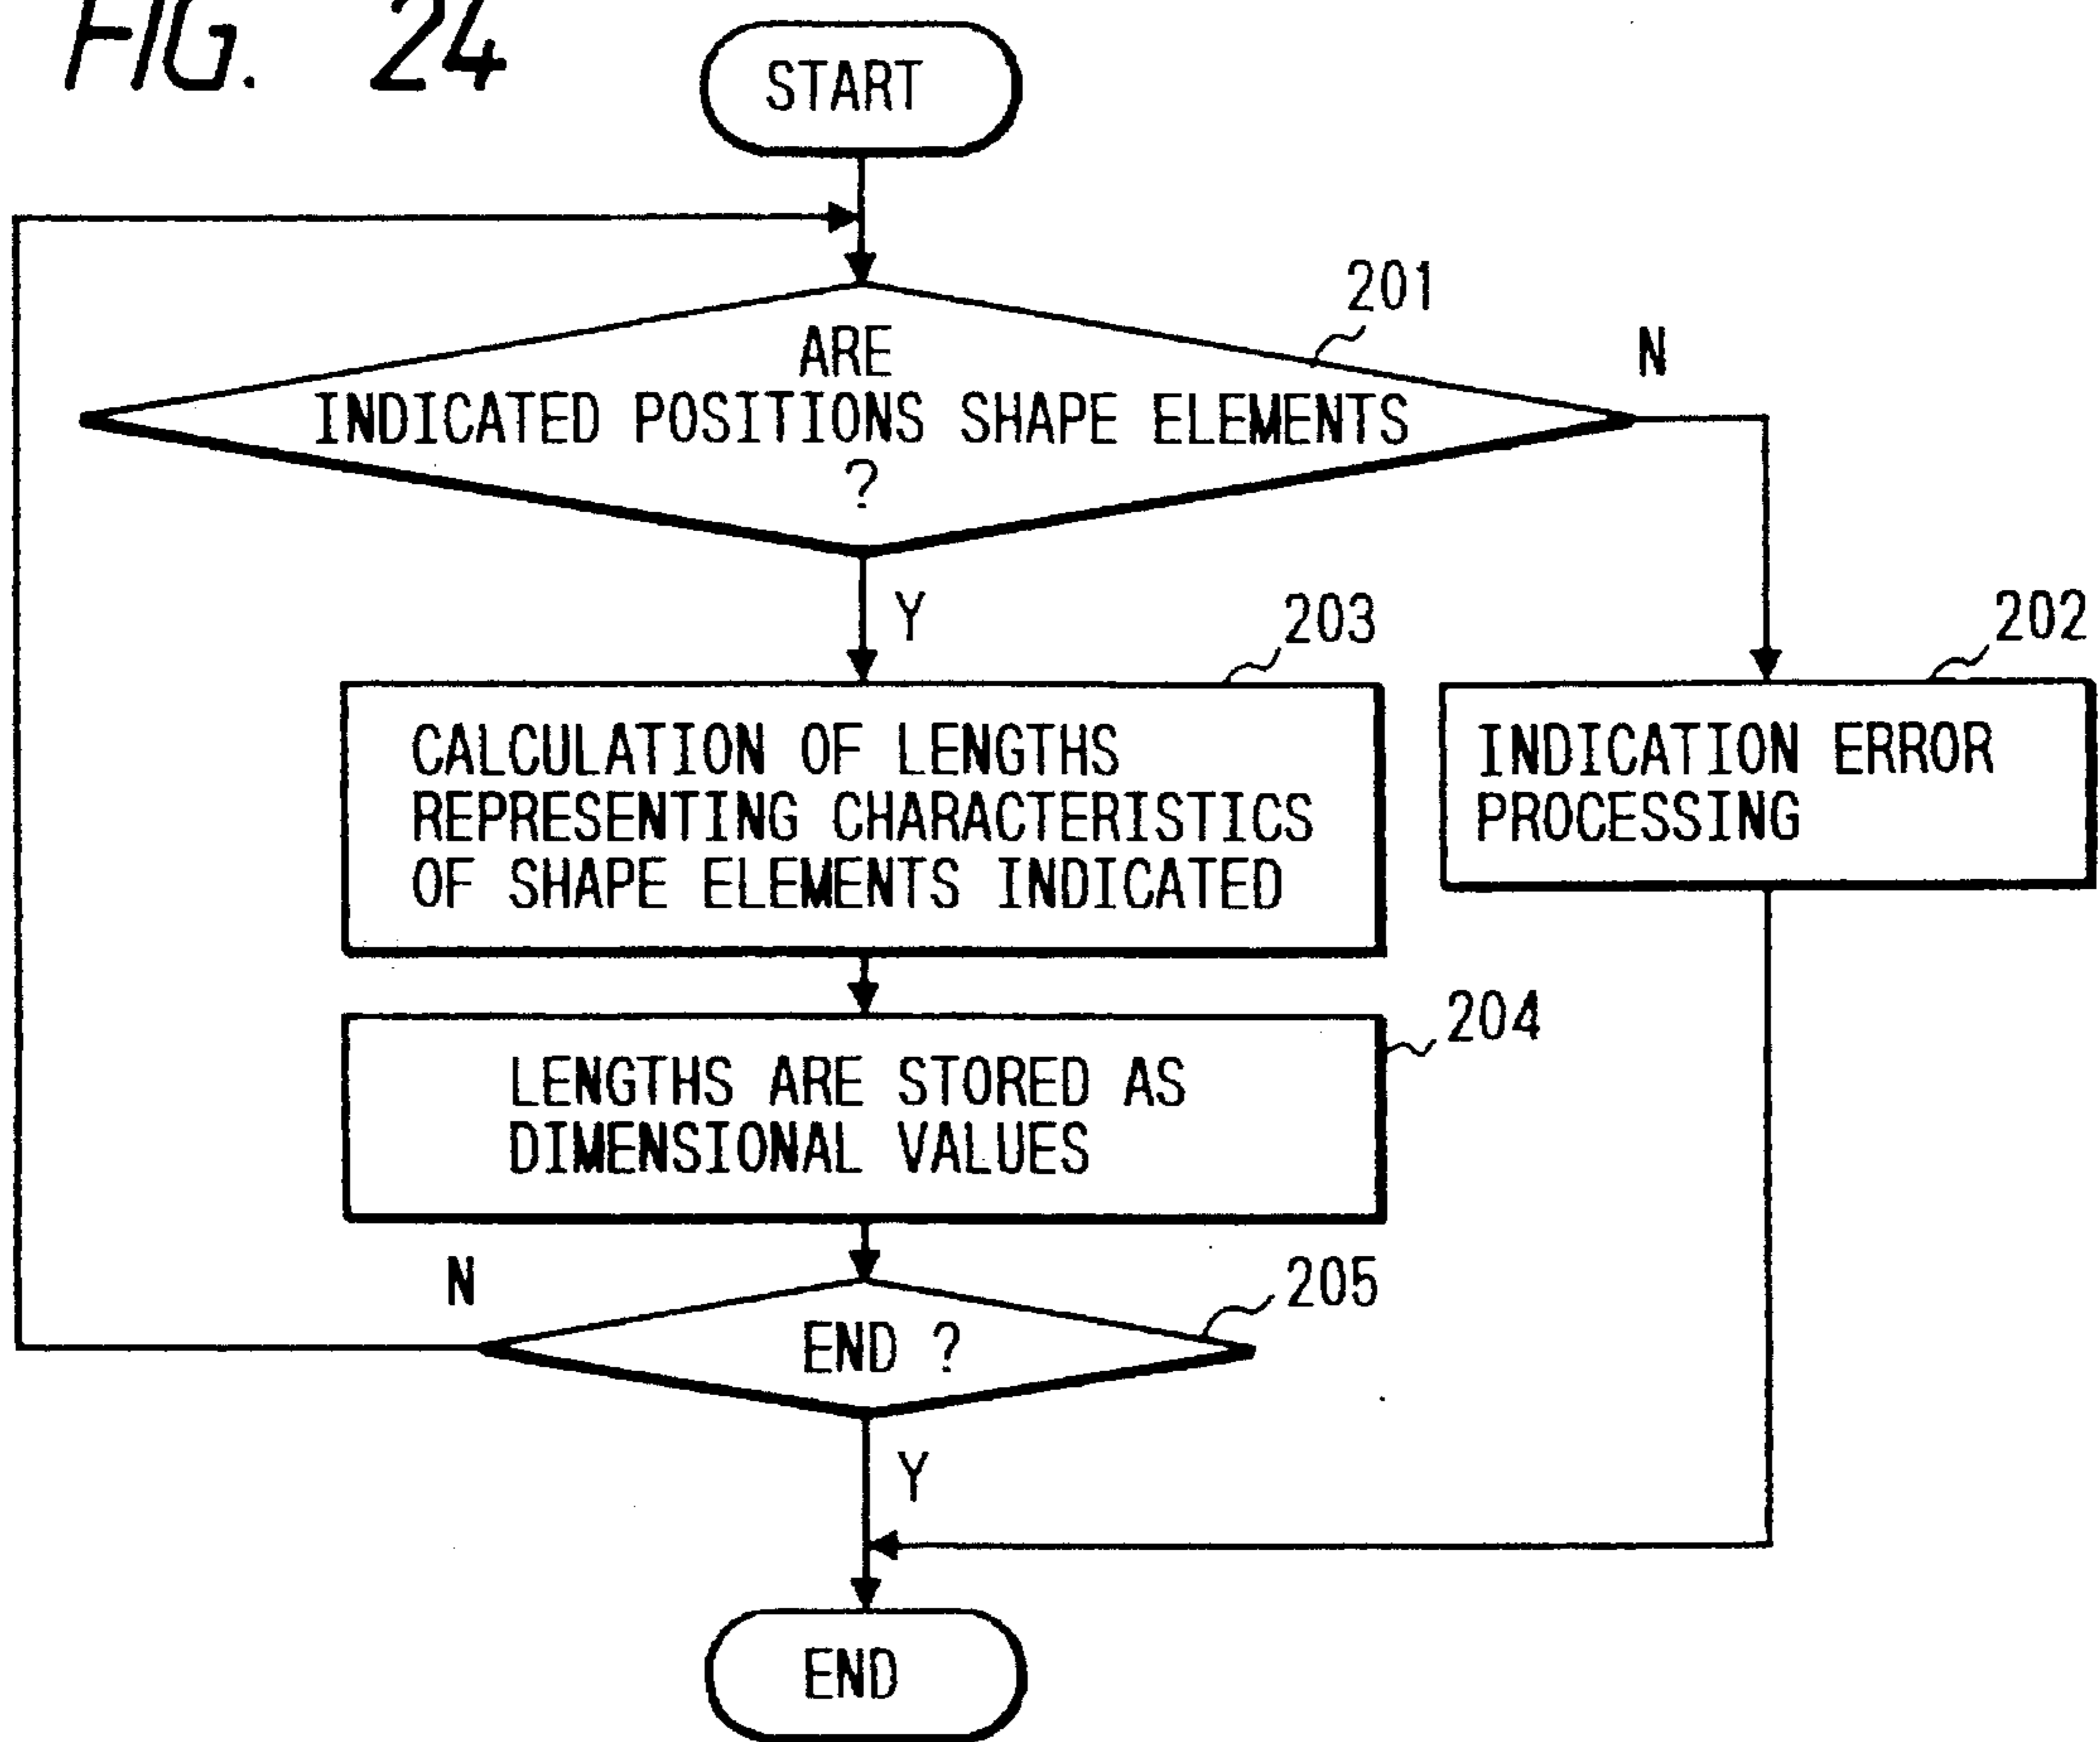 FIG. 24
START
201
ARE
INDICATED POSITIONS SHAPE ELEMENTS
?
N
Y
203
CALCULATION OF LENGTHS
REPRESENTING CHARACTERISTICS
OF SHAPE ELEMENTS INDICATED
202
INDICATION ERROR
PROCESSING
204
LENGTHS ARE STORED AS
DIMENSIONAL VALUES
N
205
END ?
Y
END